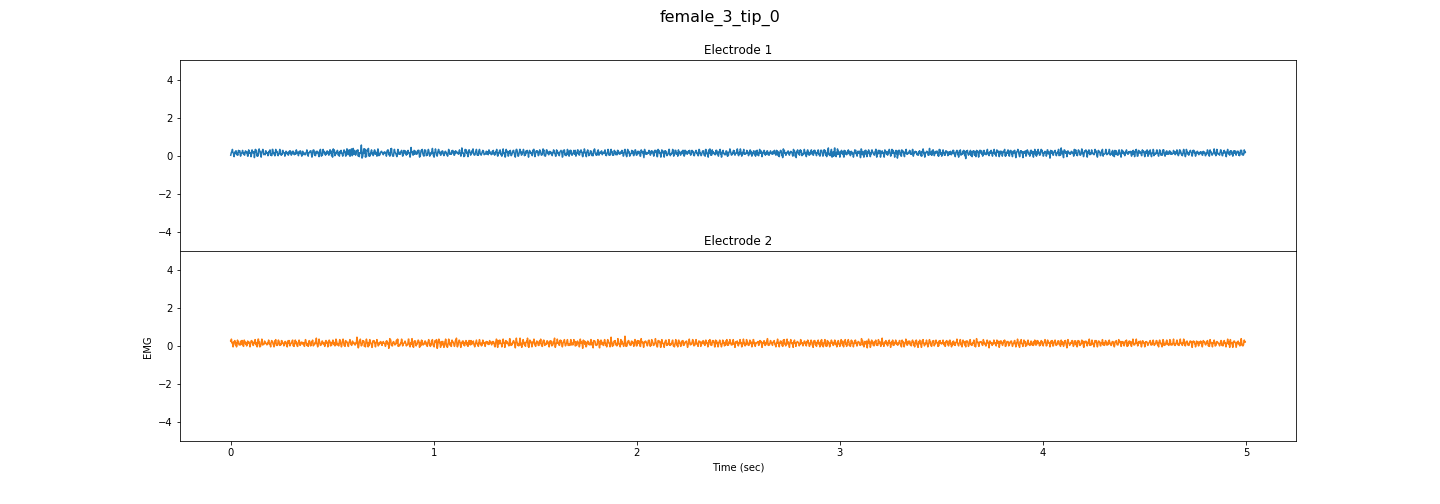 female_3_tip_0
Electrode 1
4
2
0
−2
−4
Electrode 2
4
2
0
−2
−4
EMG
0 1 2 3 4 5
Time (sec)